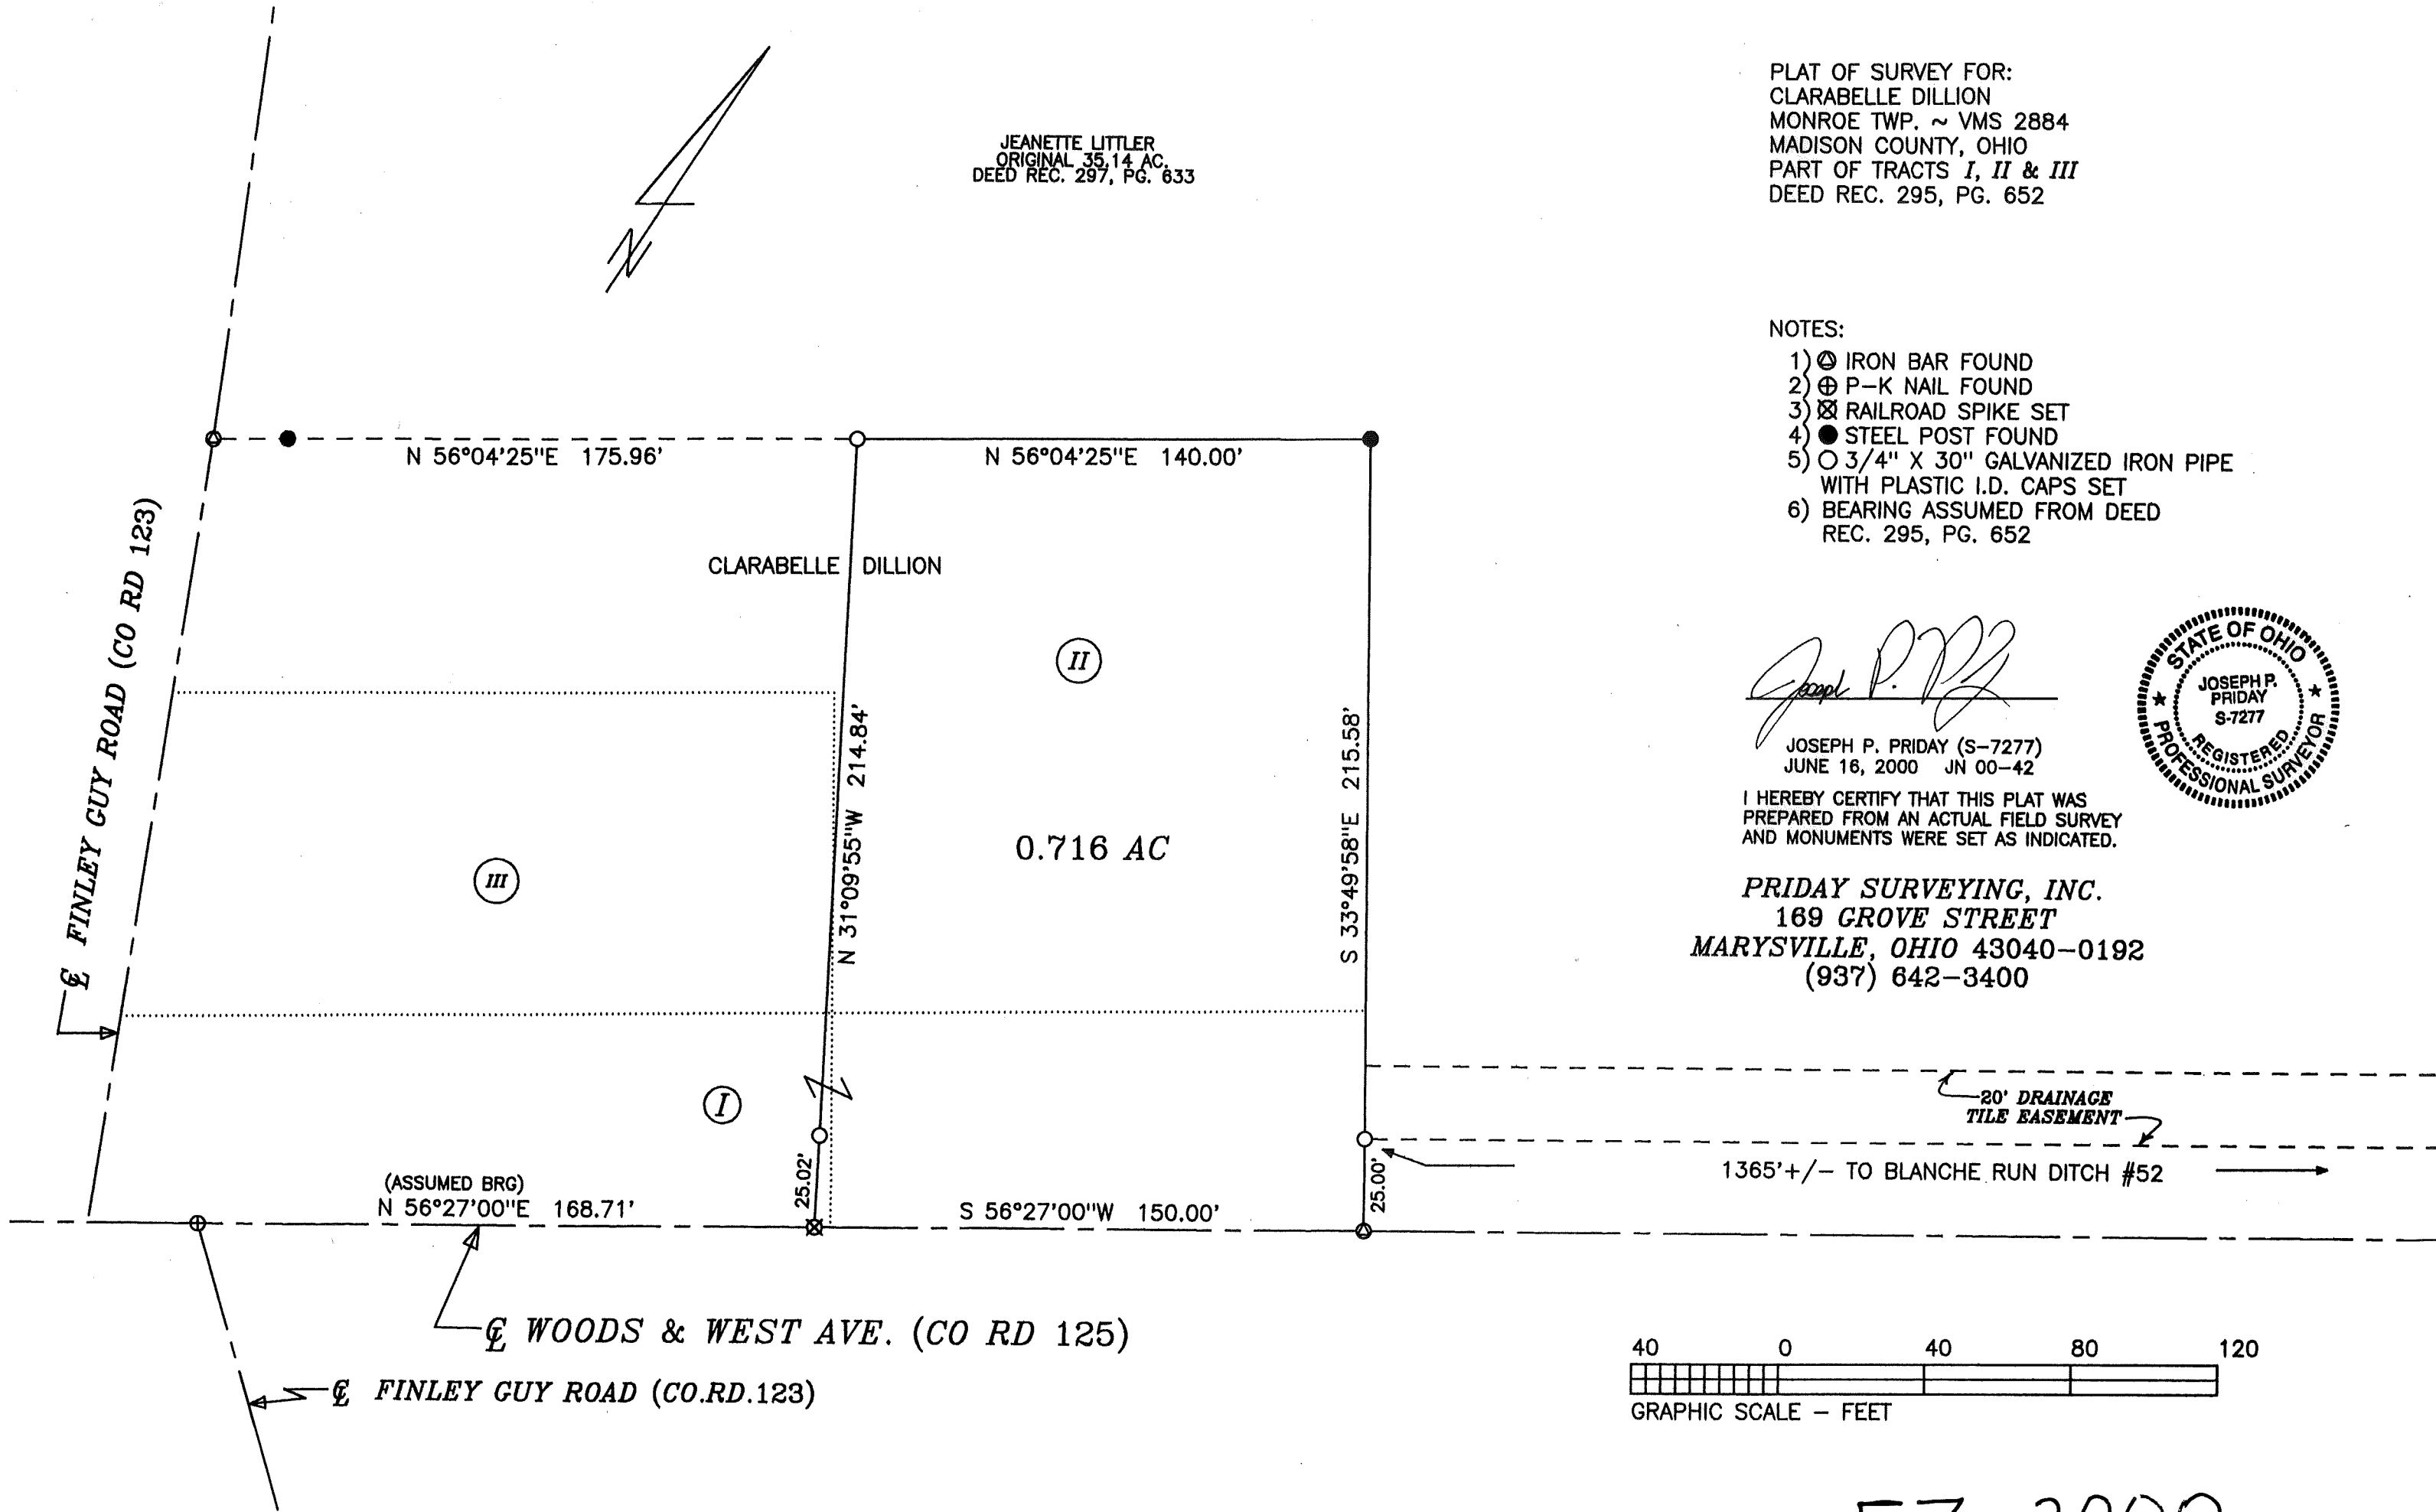 PLAT OF SURVEY FOR:
CLARABELLE DILLION
MONROE TWP. ~ VMS 2884
MADISON COUNTY, OHIO
PART OF TRACTS I, II & III
DEED REC. 295, PG. 652
JEANETTE LITTLER
ORIGINAL 35.14 AC.
DEED REC. 297, PG. 633
N
NOTES:
1) IRON BAR FOUND
2) P-K NAIL FOUND
3) RAILROAD SPIKE SET
4) STEEL POST FOUND
5) 3/4" X 30" GALVANIZED IRON PIPE
WITH PLASTIC I.D. CAPS SET
6) BEARING ASSUMED FROM DEED
REC. 295, PG. 652
N 56°04'25"E 175.96'
N 56°04'25"E 140.00'
CLARABELLE DILLION
II
℄ FINLEY GUY ROAD (CO RD 123)
N 31°09'55"W 214.84'
S 33°49'58"E 215.58'
0.716 AC
III
I
JOSEPH P. PRIDAY (S-7277)
JUNE 16, 2000 JN 00-42
STATE OF OHIO
JOSEPH P.
PRIDAY
S-7277
REGISTERED
PROFESSIONAL SURVEYOR
I HEREBY CERTIFY THAT THIS PLAT WAS
PREPARED FROM AN ACTUAL FIELD SURVEY
AND MONUMENTS WERE SET AS INDICATED.
PRIDAY SURVEYING, INC.
169 GROVE STREET
MARYSVILLE, OHIO 43040-0192
(937) 642-3400
20' DRAINAGE
TILE EASEMENT
1365'+/- TO BLANCHE RUN DITCH #52
25.02'
25.00'
(ASSUMED BRG)
N 56°27'00"E 168.71'
S 56°27'00"W 150.00'
℄ WOODS & WEST AVE. (CO RD 125)
℄ FINLEY GUY ROAD (CO.RD.123)
40 0 40 80 120
GRAPHIC SCALE - FEET